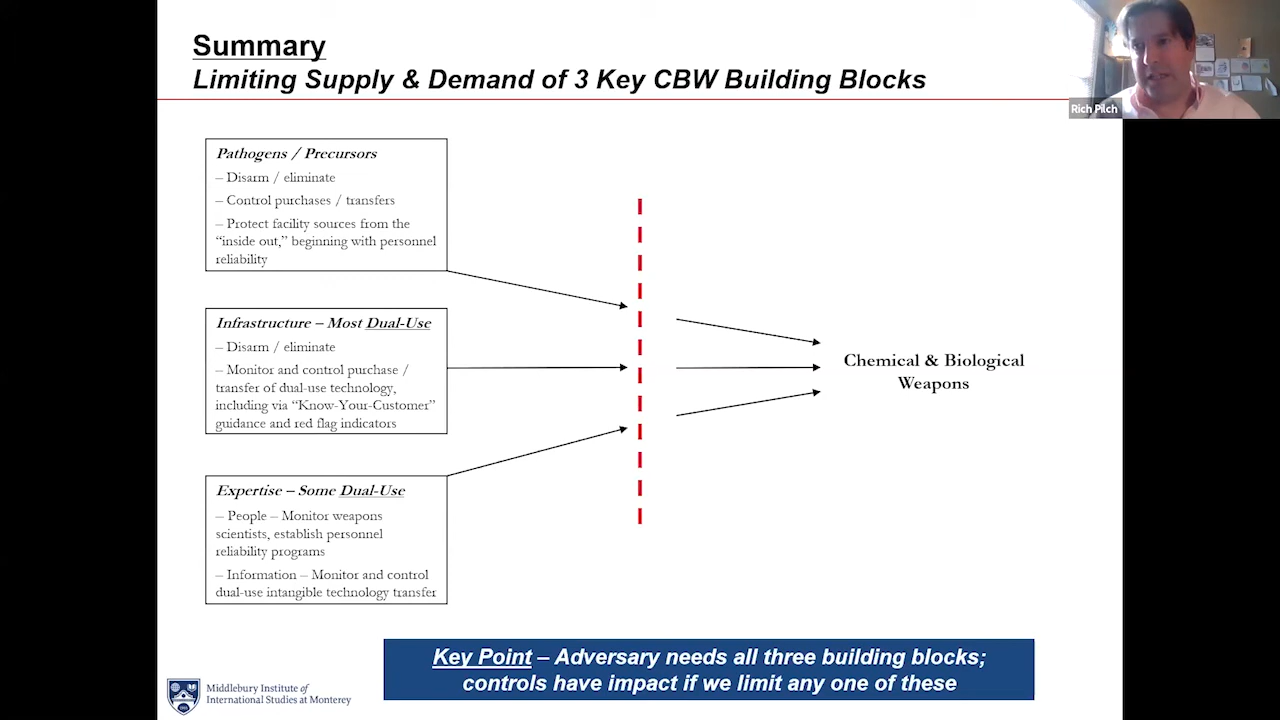 Summary
Limiting Supply & Demand of 3 Key CBW Building Blocks
Rich Pilch
Pathogens / Precursors
– Disarm / eliminate
– Control purchases / transfers
– Protect facility sources from the
“inside out,” beginning with personnel
reliability
Infrastructure – Most Dual-Use
– Disarm / eliminate
– Monitor and control purchase /
transfer of dual-use technology,
including via “Know-Your-Customer”
guidance and red flag indicators
Expertise – Some Dual-Use
– People – Monitor weapons
scientists, establish personnel
reliability programs
– Information – Monitor and control
dual-use intangible technology transfer
Chemical & Biological
Weapons
Key Point – Adversary needs all three building blocks;
controls have impact if we limit any one of these
Middlebury Institute of
International Studies at Monterey